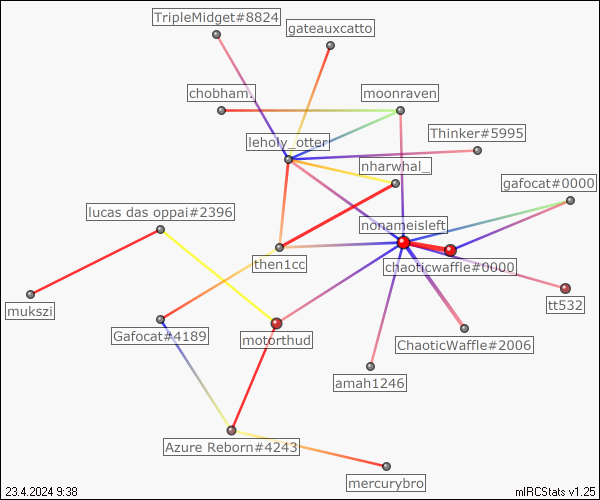 TripleMidget#8824
gateauxcatto
chobham.
moonraven
Thinker#5995
leholy_otter
nharwhal_
gafocat#0000
lucas das oppai#2396
nonameisleft
then1cc
chaoticwaffle#0000
mukszi
tt532
Gafocat#4189
motorthud
ChaoticWaffle#2006
amah1246
Azure Reborn#4243
mercurybro
23.4.2024 9:38
mIRCStats v1.25